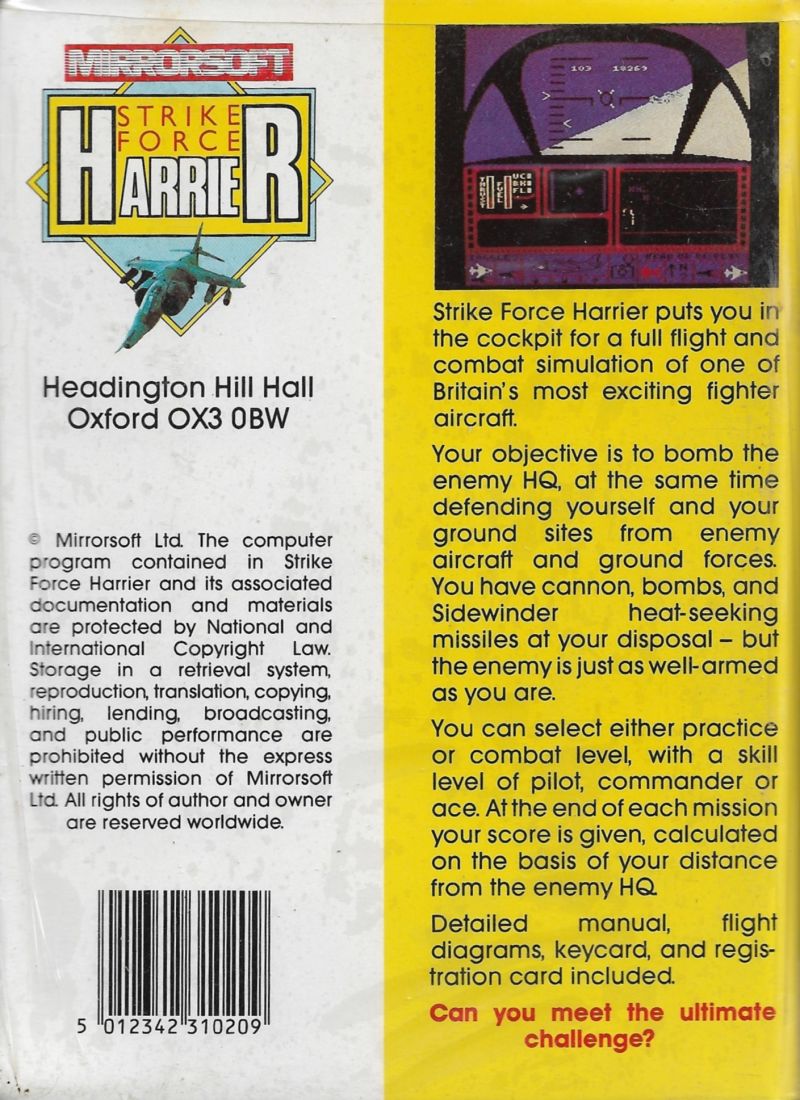 MIRRORSOFT
STRIKE
FORCE
HARRIER
Headington Hill Hall
Oxford OX3 0BW
© Mirrorsoft Ltd. The computer
program contained in Strike
Force Harrier and its associated
documentation and materials
are protected by National and
International Copyright Law.
Storage in a retrieval system,
reproduction, translation, copying,
hiring, lending, broadcasting,
and public performance are
prohibited without the express
written permission of Mirrorsoft
Ltd. All rights of author and owner
are reserved worldwide.
5 012342 310209
103 18269
THRUST
FUEL
Strike Force Harrier puts you in
the cockpit for a full flight and
combat simulation of one of
Britain's most exciting fighter
aircraft.
Your objective is to bomb the
enemy HQ, at the same time
defending yourself and your
ground sites from enemy
aircraft and ground forces.
You have cannon, bombs, and
Sidewinder heat-seeking
missiles at your disposal – but
the enemy is just as well-armed
as you are.
You can select either practice
or combat level, with a skill
level of pilot, commander or
ace. At the end of each mission
your score is given, calculated
on the basis of your distance
from the enemy HQ.
Detailed manual, flight
diagrams, keycard, and regis-
tration card included.
Can you meet the ultimate
challenge?